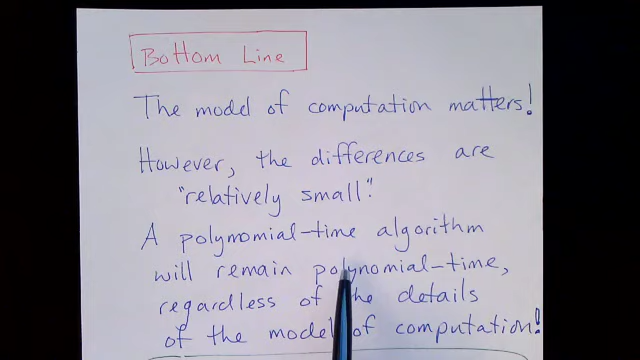 Bottom Line
The model of computation matters!
However, the differences are
"relatively small".
A polynomial-time algorithm
will remain polynomial-time,
regardless of the details
of the model of computation!